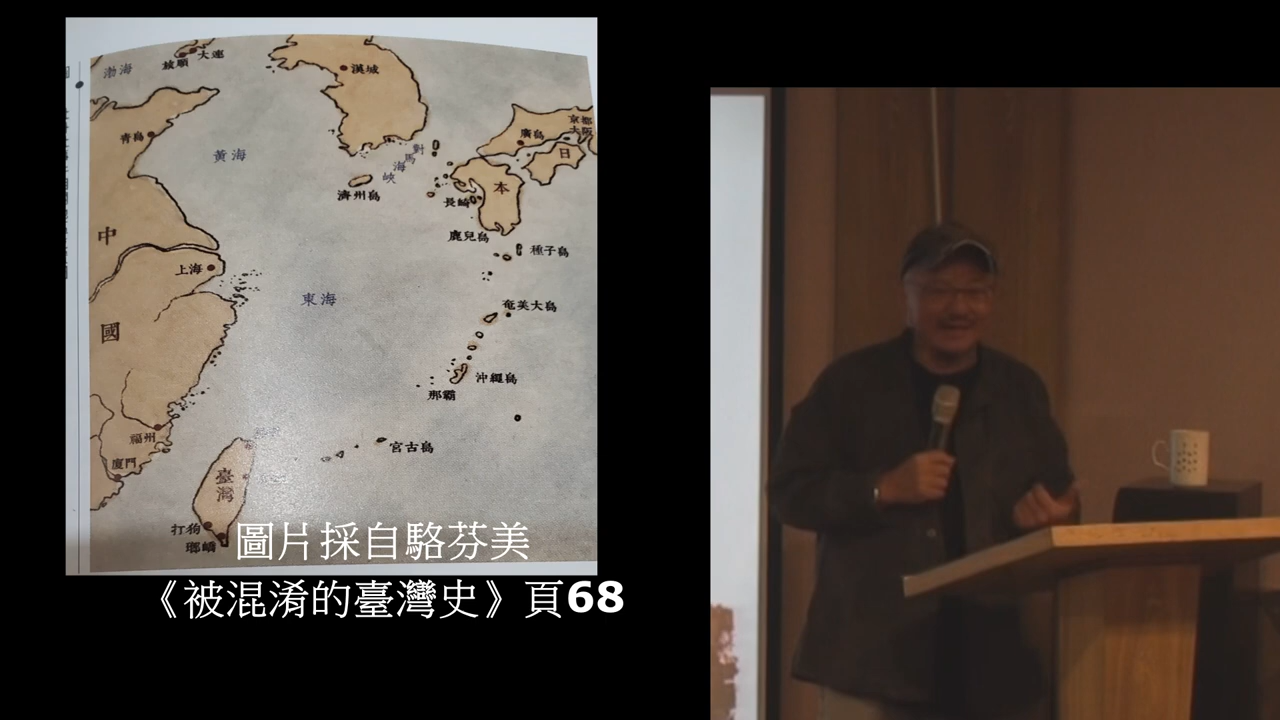 渤海
旅順
大連
漢城
青島
黃海
對馬海峽
濟州島
京都
大阪
廣島
日
本
長崎
鹿兒島
種子島
中
國
上海
東海
奄美大島
沖繩島
那霸
宮古島
福州
廈門
臺灣
打狗
瑯嶠
圖片採自駱芬美
《被混淆的臺灣史》頁68